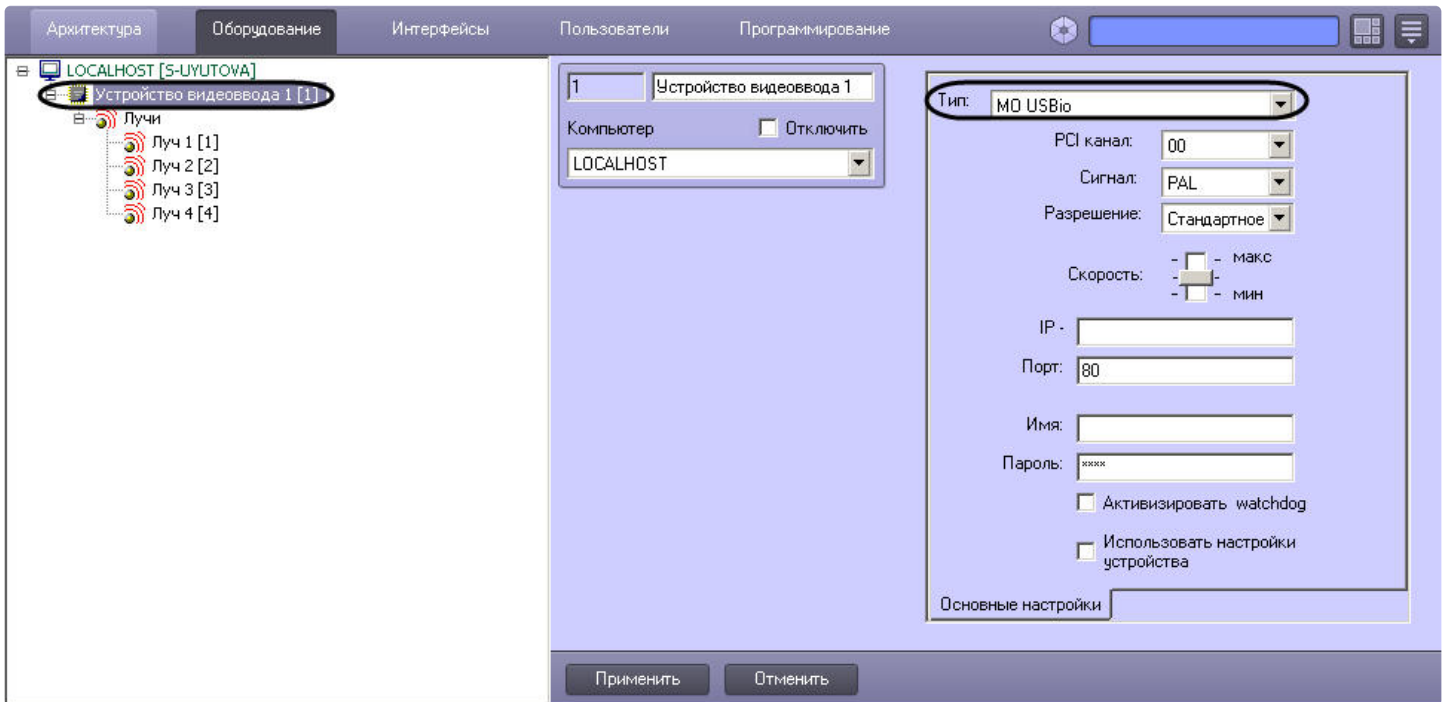 Архитектура Оборудование Интерфейсы Пользователи Программирование
LOCALHOST [S-UYUTOVA]
Устройство видеоввода 1 [1]
Лучи
Луч 1 [1]
Луч 2 [2]
Луч 3 [3]
Луч 4 [4]
1 Устройство видеоввода 1
Компьютер Отключить
LOCALHOST
Тип: MO USBio
PCI канал: 00
Сигнал: PAL
Разрешение: Стандартное
Скорость: макс
мин
IP -
Порт: 80
Имя:
Пароль: ****
Активизировать watchdog
Использовать настройки
устройства
Основные настройки
Применить Отменить